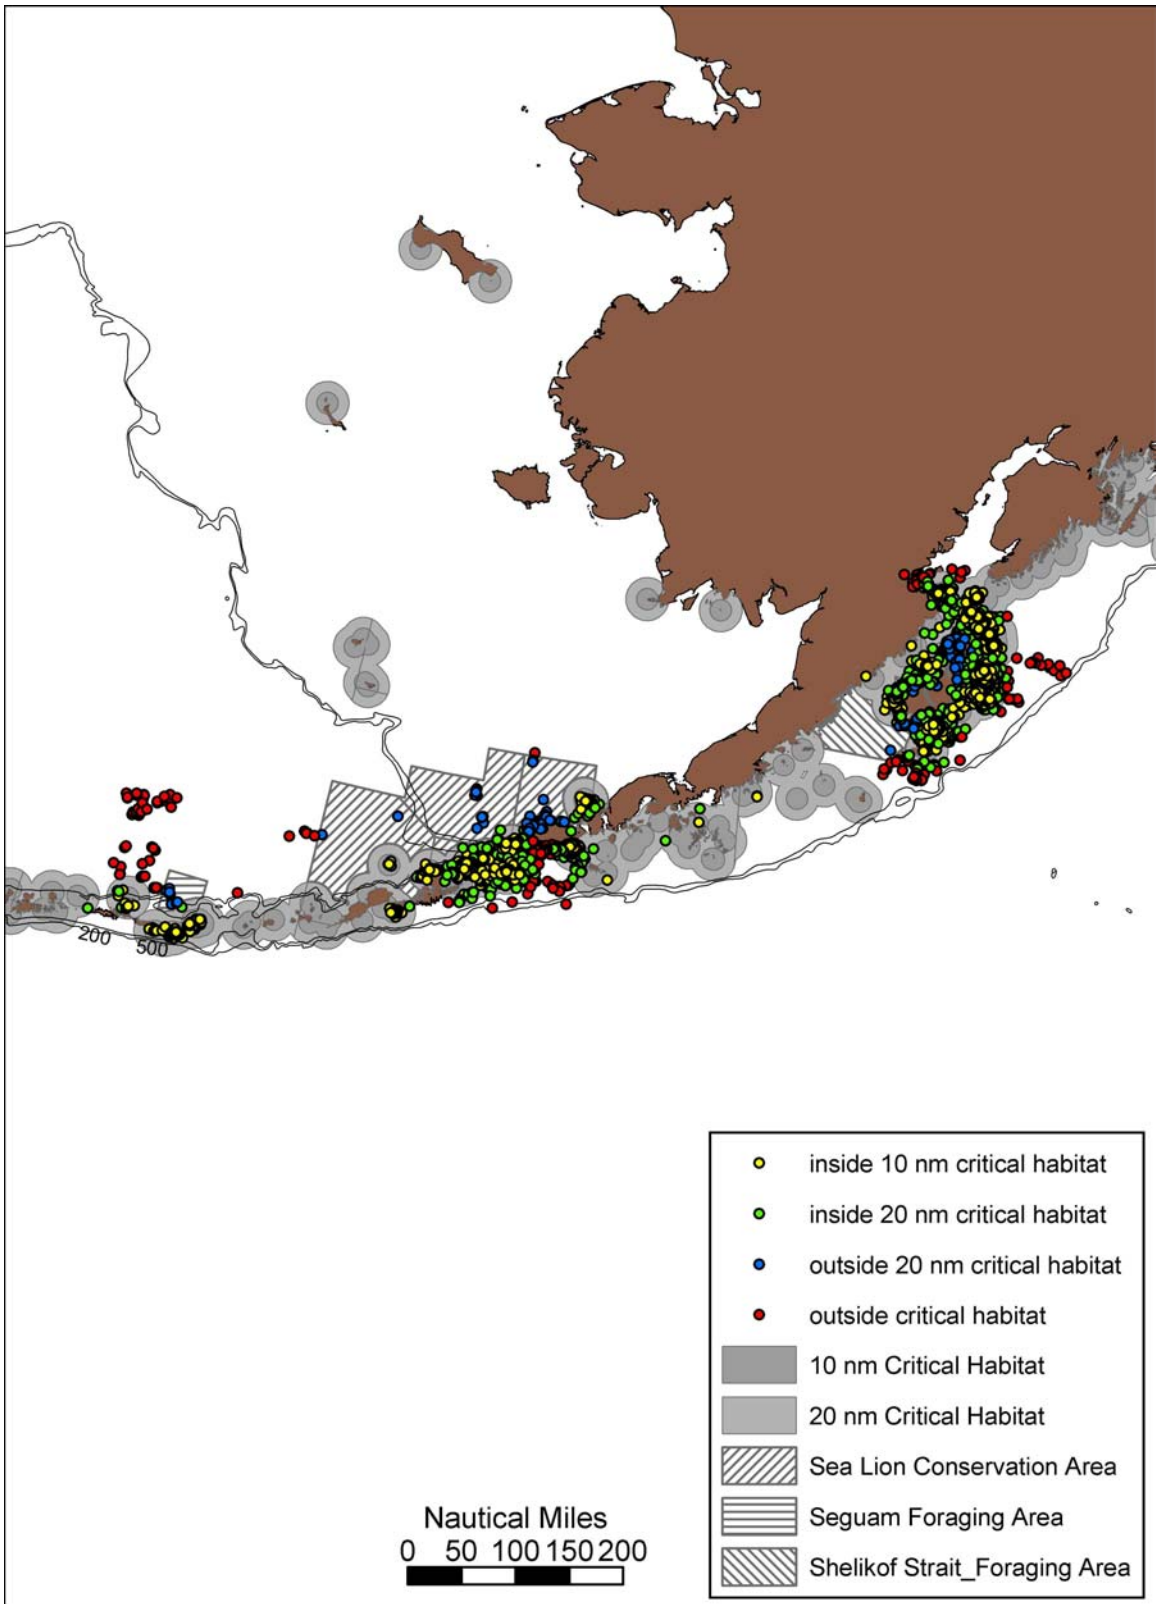 200 500
Nautical Miles
0 50 100 150 200
inside 10 nm critical habitat
inside 20 nm critical habitat
outside 20 nm critical habitat
outside critical habitat
10 nm Critical Habitat
20 nm Critical Habitat
Sea Lion Conservation Area
Seguam Foraging Area
Shelikof Strait_Foraging Area